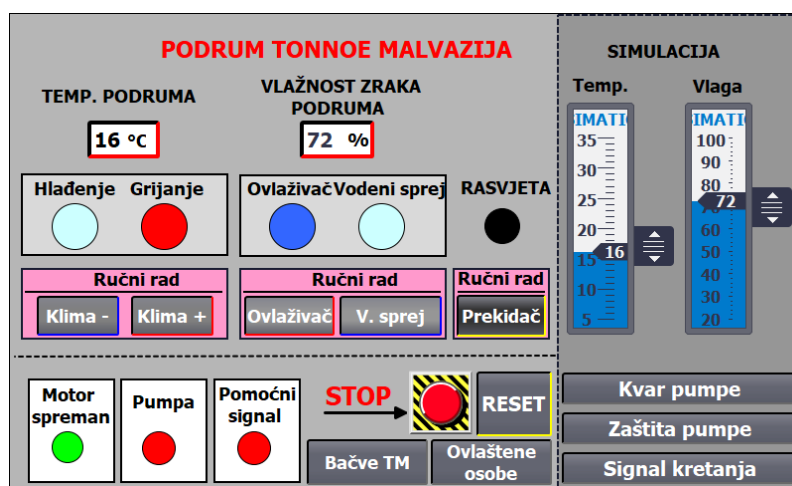 PODRUM TONNOE MALVAZIJA
TEMP. PODRUMA
VLAŽNOST ZRAKA
PODRUMA
16 °C
72 %
Hlađenje Grijanje
Ovlaživač Vodeni sprej
RASVJETA
Ručni rad
Klima - Klima +
Ručni rad
Ovlaživač V. sprej
Ručni rad
Prekidač
Motor
spreman
Pumpa
Pomoćni
signal
STOP
RESET
Bačve TM
Ovlaštene
osobe
SIMULACIJA
Temp.
Vlaga
SIMATI
35
30
25
20
16
15
10
5
IMATI
100
90
80
72
60
50
40
30
20
Kvar pumpe
Zaštita pumpe
Signal kretanja